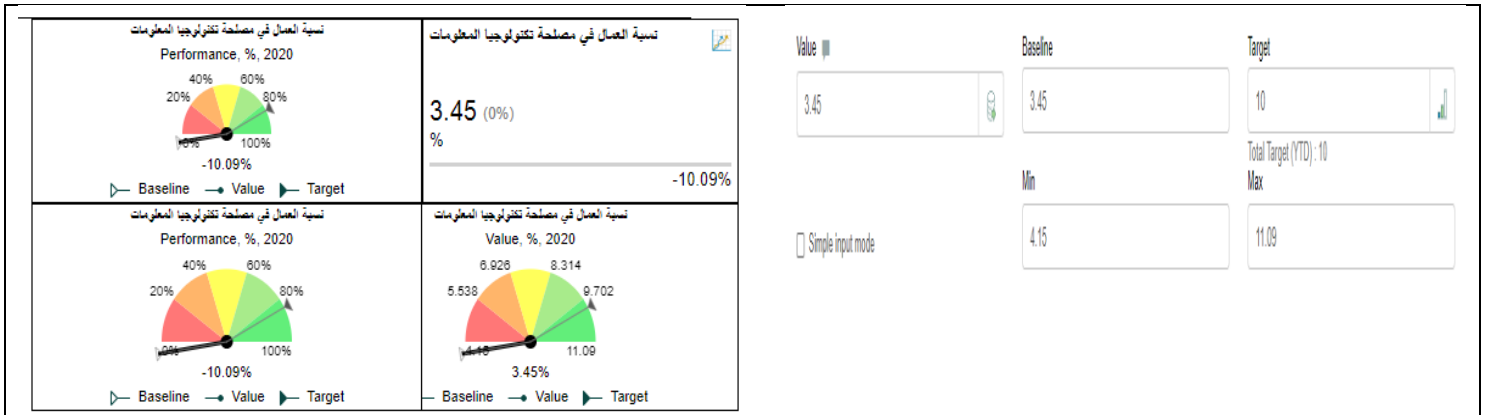 نسبة العمال في مصلحة تكنولوجيا المعلومات
Performance, %, 2020
40% 60%
20% 80%
0% 100%
-10.09%
Baseline Value Target
نسبة العمال في مصلحة تكنولوجيا المعلومات
3.45 (0%)
%
-10.09%
نسبة العمال في مصلحة تكنولوجيا المعلومات
Performance, %, 2020
40% 60%
20% 80%
0% 100%
-10.09%
Baseline Value Target
نسبة العمال في مصلحة تكنولوجيا المعلومات
Value, %, 2020
6.926 8.314
5.538 9.702
11.09
3.45%
Baseline Value Target
Value Baseline Target
3.45 3.45 10
Total Target (YTD) : 10
Min Max
Simple input mode 4.15 11.09